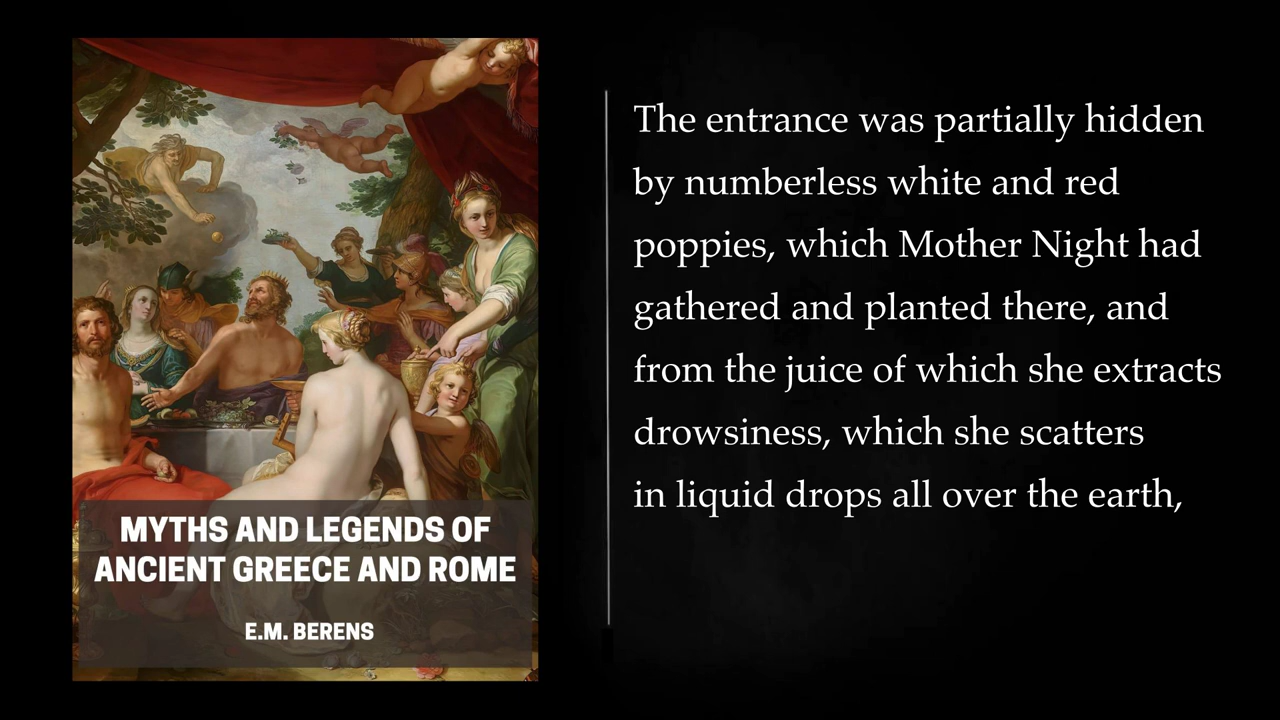 MYTHS AND LEGENDS OF
ANCIENT GREECE AND ROME
E.M. BERENS
The entrance was partially hidden
by numberless white and red
poppies, which Mother Night had
gathered and planted there, and
from the juice of which she extracts
drowsiness, which she scatters
in liquid drops all over the earth,